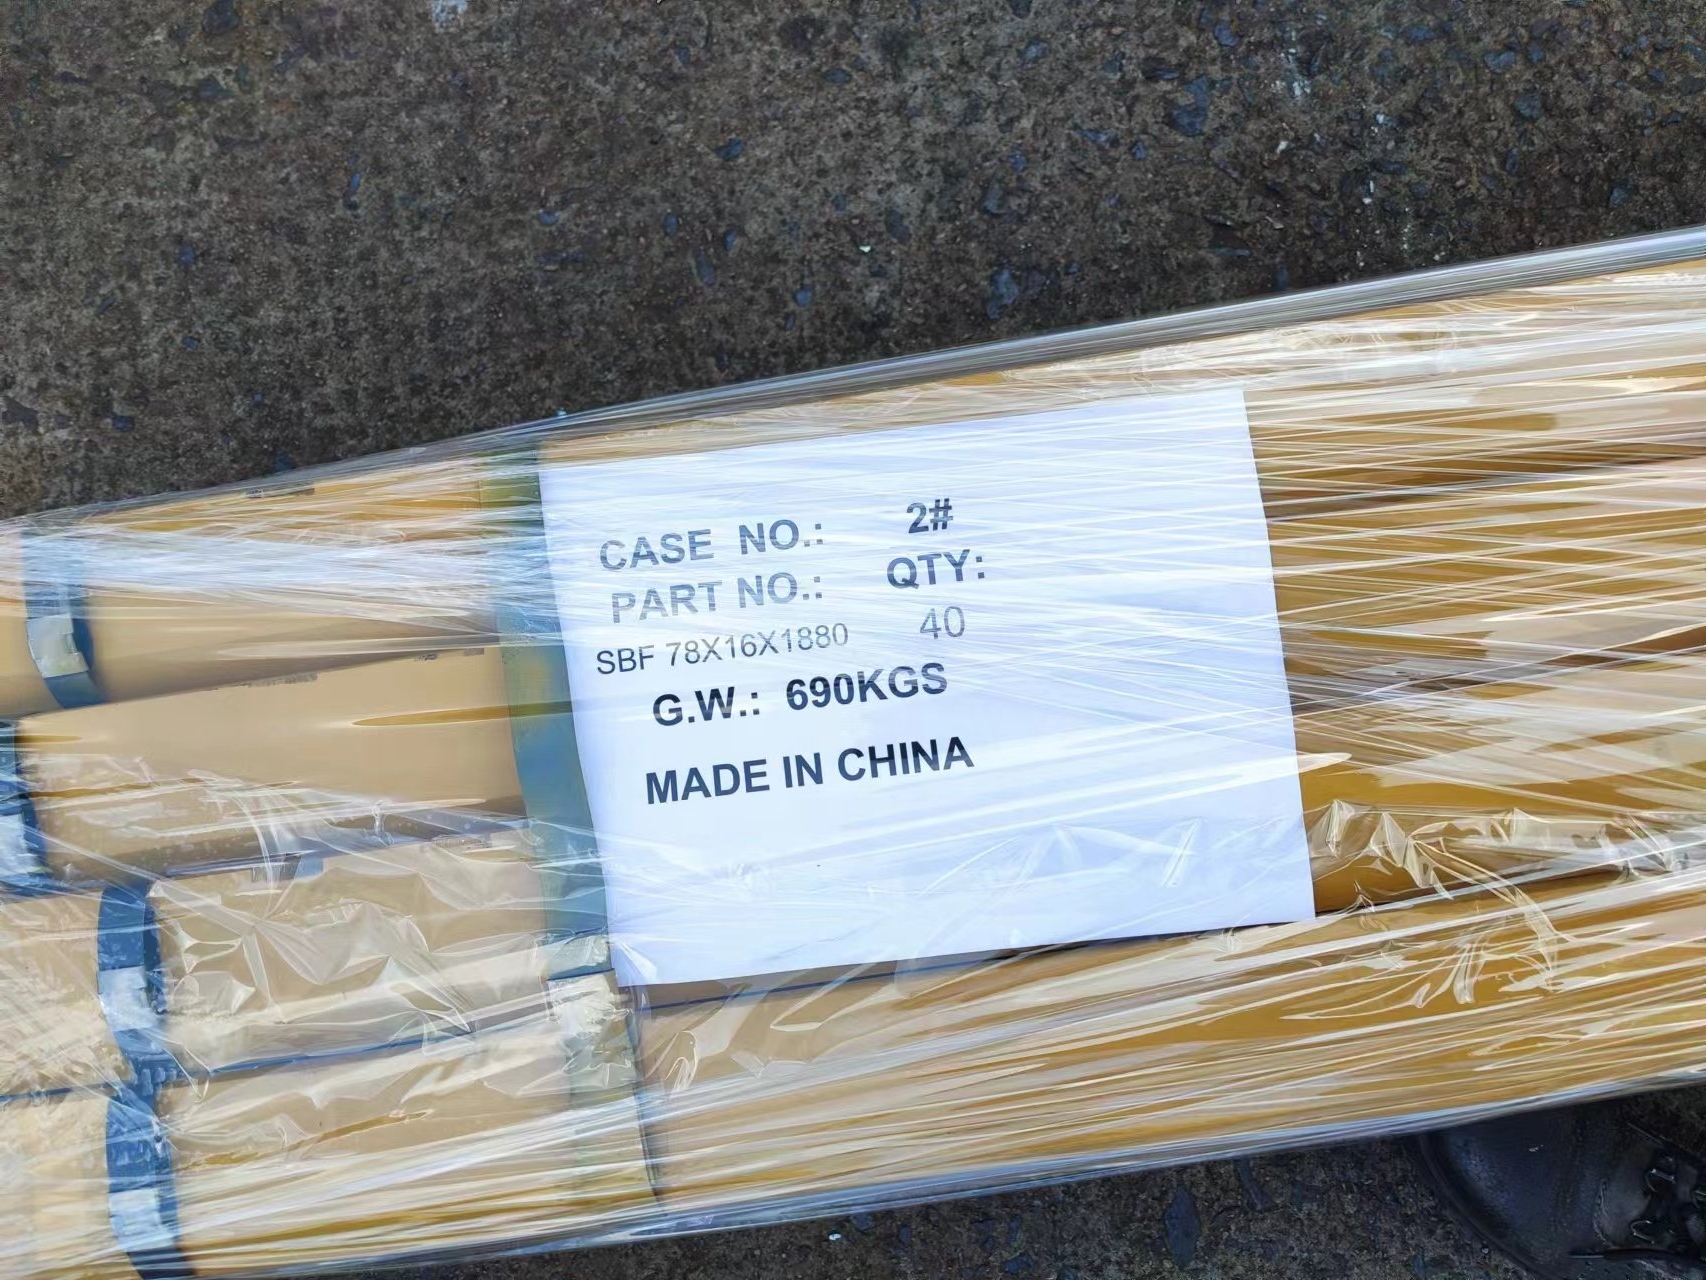 CASE NO.: 2#
PART NO.: QTY:
SBF 78X16X1880 40
G.W.: 690KGS
MADE IN CHINA